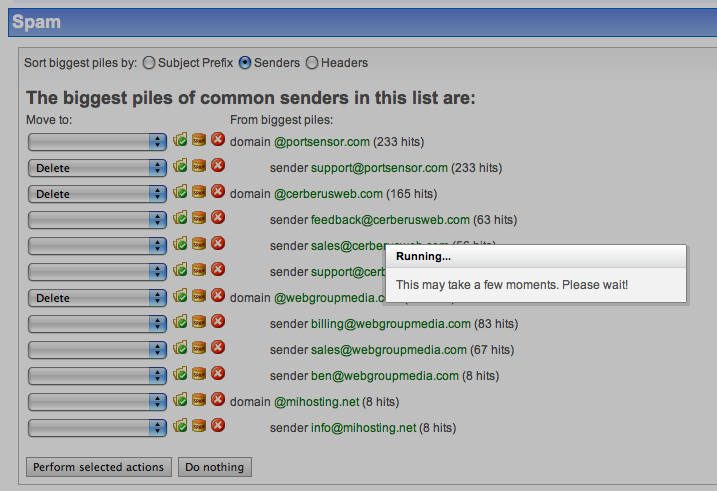 Spam
Sort biggest piles by: Subject Prefix Senders Headers
The biggest piles of common senders in this list are:
Move to: From biggest piles:
domain @portsensor.com (233 hits)
Delete sender support@portsensor.com (233 hits)
Delete domain @cerberusweb.com (165 hits)
sender feedback@cerberusweb.com (63 hits)
sender sales@cerberusweb.com (56 hits)
Running...
sender support@cerb
This may take a few moments. Please wait!
Delete domain @webgroupmedia.c
sender billing@webgroupmedia.com (83 hits)
sender sales@webgroupmedia.com (67 hits)
sender ben@webgroupmedia.com (8 hits)
domain @mihosting.net (8 hits)
sender info@mihosting.net (8 hits)
Perform selected actions Do nothing